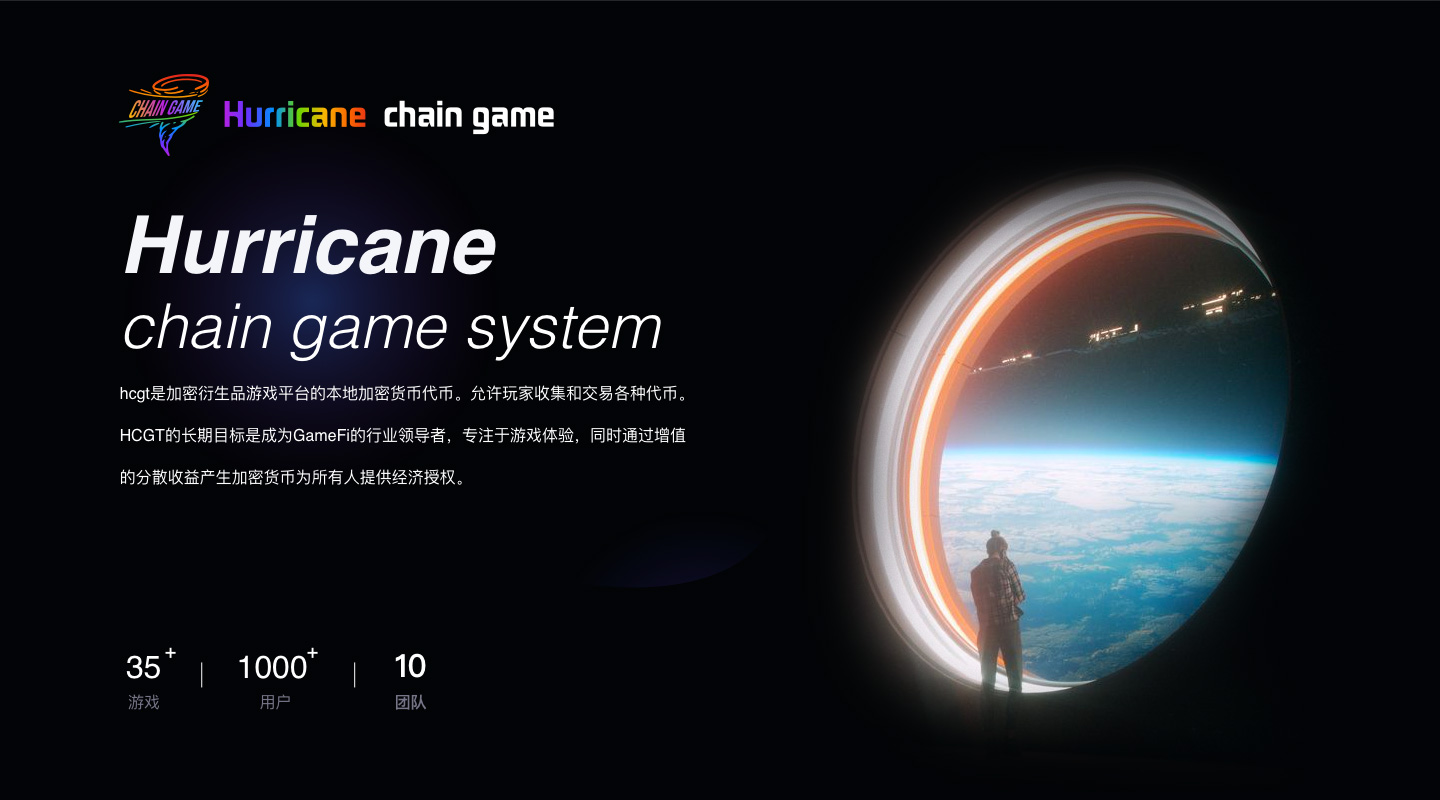 CHAIN GAME
Hurricane chain game
Hurricane
chain game system
hcgt是加密衍生品游戏平台的本地加密货币代币。允许玩家收集和交易各种代币。
HCGT的长期目标是成为GameFi的行业领导者，专注于游戏体验，同时通过增值
的分散收益产生加密货币为所有人提供经济授权。
35+ 1000+ 10
游戏 用户 团队